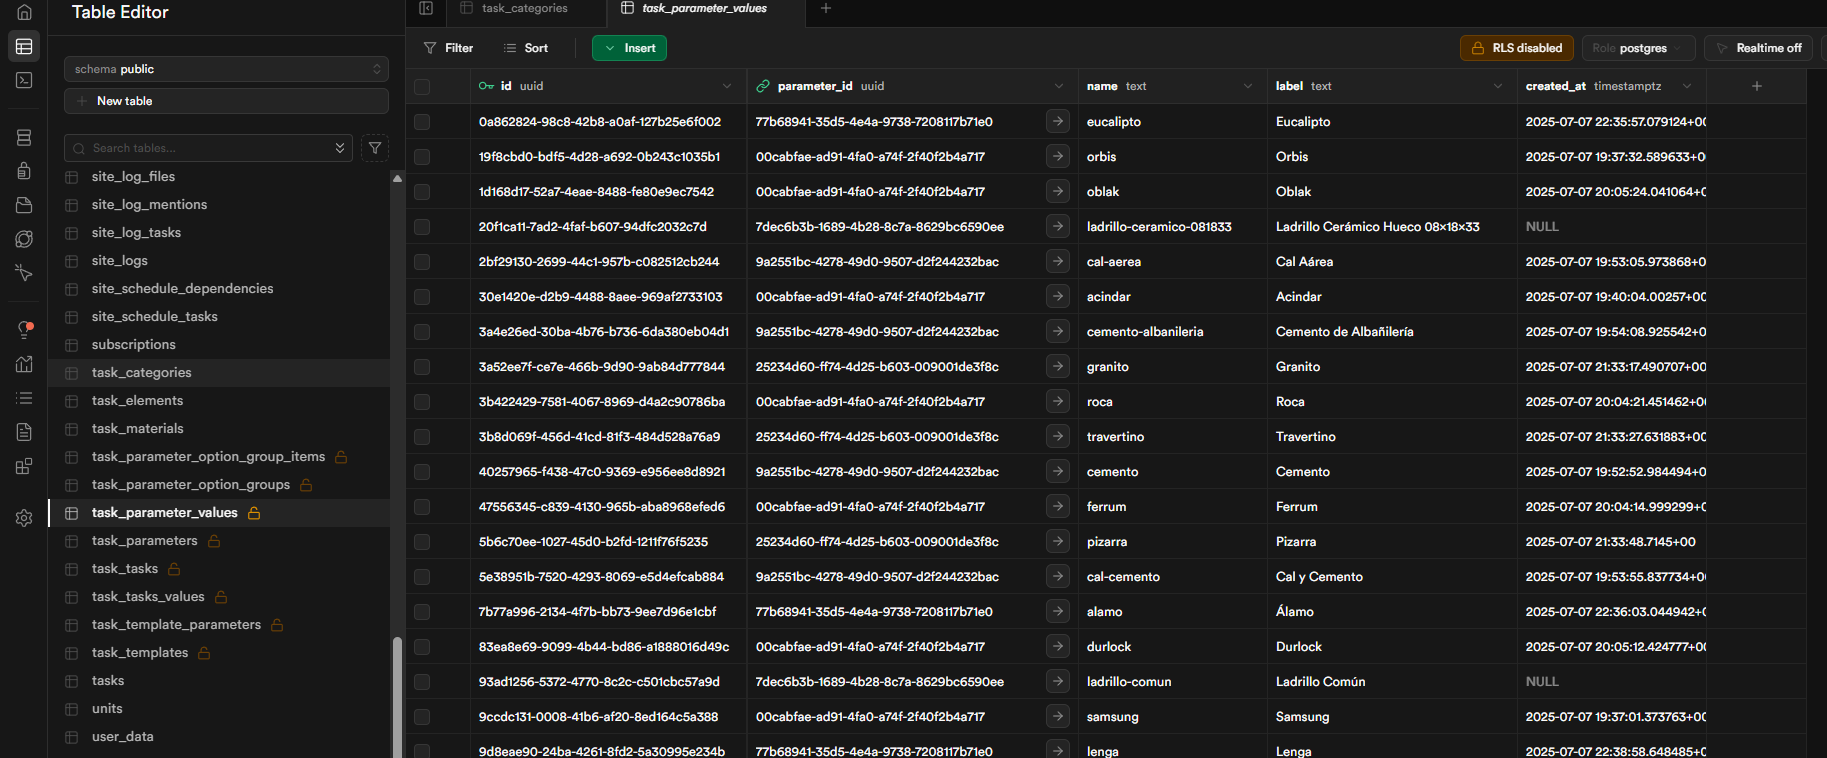 Table Editor
task_categories
task_parameter_values
Filter
Sort
Insert
RLS disabled
Role postgres
Realtime off
schema public
New table
Search tables...
site_log_files
site_log_mentions
site_log_tasks
site_logs
site_schedule_dependencies
site_schedule_tasks
subscriptions
task_categories
task_elements
task_materials
task_parameter_option_group_items
task_parameter_option_groups
task_parameter_values
task_parameters
task_tasks
task_tasks_values
task_template_parameters
task_templates
tasks
units
user_data
id uuid parameter_id uuid name text label text created_at timestamptz
0a862824-98c8-42b8-a0af-127b25e6f002 77b68941-35d5-4e4a-9738-7208117b71e0 eucalipto Eucalipto 2025-07-07 22:35:57.079124+00
19f8cbd0-bdf5-4d28-a692-0b243c1035b1 00cabfae-ad91-4fa0-a74f-2f40f2b4a717 orbis Orbis 2025-07-07 19:37:32.589633+0
1d168d17-52a7-4eae-8488-fe80e9ec7542 00cabfae-ad91-4fa0-a74f-2f40f2b4a717 oblak Oblak 2025-07-07 20:05:24.041064+0
20f1ca11-7ad2-4faf-b607-94dfc2032c7d 7dec6b3b-1689-4b28-8c7a-8629bc6590ee ladrillo-ceramico-081833 Ladrillo Cerámico Hueco 08×18×33 NULL
2bf29130-2699-44c1-957b-c082512cb244 9a2551bc-4278-49d0-9507-d2f244232bac cal-aerea Cal Aárea 2025-07-07 19:53:05.973868+0
30e1420e-d2b9-4488-8aee-969af2733103 00cabfae-ad91-4fa0-a74f-2f40f2b4a717 acindar Acindar 2025-07-07 19:40:04.00257+00
3a4e26ed-30ba-4b76-b736-6da380eb04d1 9a2551bc-4278-49d0-9507-d2f244232bac cemento-albanileria Cemento de Albañilería 2025-07-07 19:54:08.925542+0
3a52ee7f-ce7e-466b-9d90-9ab84d777844 25234d60-ff74-4d25-b603-009001de3f8c granito Granito 2025-07-07 21:33:17.490707+00
3b422429-7581-4067-8969-d4a2c90786ba 00cabfae-ad91-4fa0-a74f-2f40f2b4a717 roca Roca 2025-07-07 20:04:21.451462+0
3b8d069f-456d-41cd-81f3-484d528a76a9 25234d60-ff74-4d25-b603-009001de3f8c travertino Travertino 2025-07-07 21:33:27.631883+00
40257965-f438-47c0-9369-e956ee8d8921 9a2551bc-4278-49d0-9507-d2f244232bac cemento Cemento 2025-07-07 19:52:52.984494+0
47556345-c839-4130-965b-aba8968efed6 00cabfae-ad91-4fa0-a74f-2f40f2b4a717 ferrum Ferrum 2025-07-07 20:04:14.999299+0
5b6c70ee-1027-45d0-b2fd-1211f76f5235 25234d60-ff74-4d25-b603-009001de3f8c pizarra Pizarra 2025-07-07 21:33:48.7145+00
5e38951b-7520-4293-8069-e5d4efcab884 9a2551bc-4278-49d0-9507-d2f244232bac cal-cemento Cal y Cemento 2025-07-07 19:53:55.837734+0
7b77a996-2134-4f7b-bb73-9ee7d96e1cbf 77b68941-35d5-4e4a-9738-7208117b71e0 alamo Álamo 2025-07-07 22:36:03.044942+0
83ea8e69-9099-4b44-bd86-a1888016d49c 00cabfae-ad91-4fa0-a74f-2f40f2b4a717 durlock Durlock 2025-07-07 20:05:12.424777+00
93ad1256-5372-4770-8c2c-c501cbc57a9d 7dec6b3b-1689-4b28-8c7a-8629bc6590ee ladrillo-comun Ladrillo Común NULL
9ccdc131-0008-41b6-af20-8ed164c5a388 00cabfae-ad91-4fa0-a74f-2f40f2b4a717 samsung Samsung 2025-07-07 19:37:01.373763+00
9d8eae90-24ba-4261-8fd2-5a30995e234b 77b68941-35d5-4e4a-9738-7208117b71e0 lenga Lenga 2025-07-07 22:38:58.648485+0